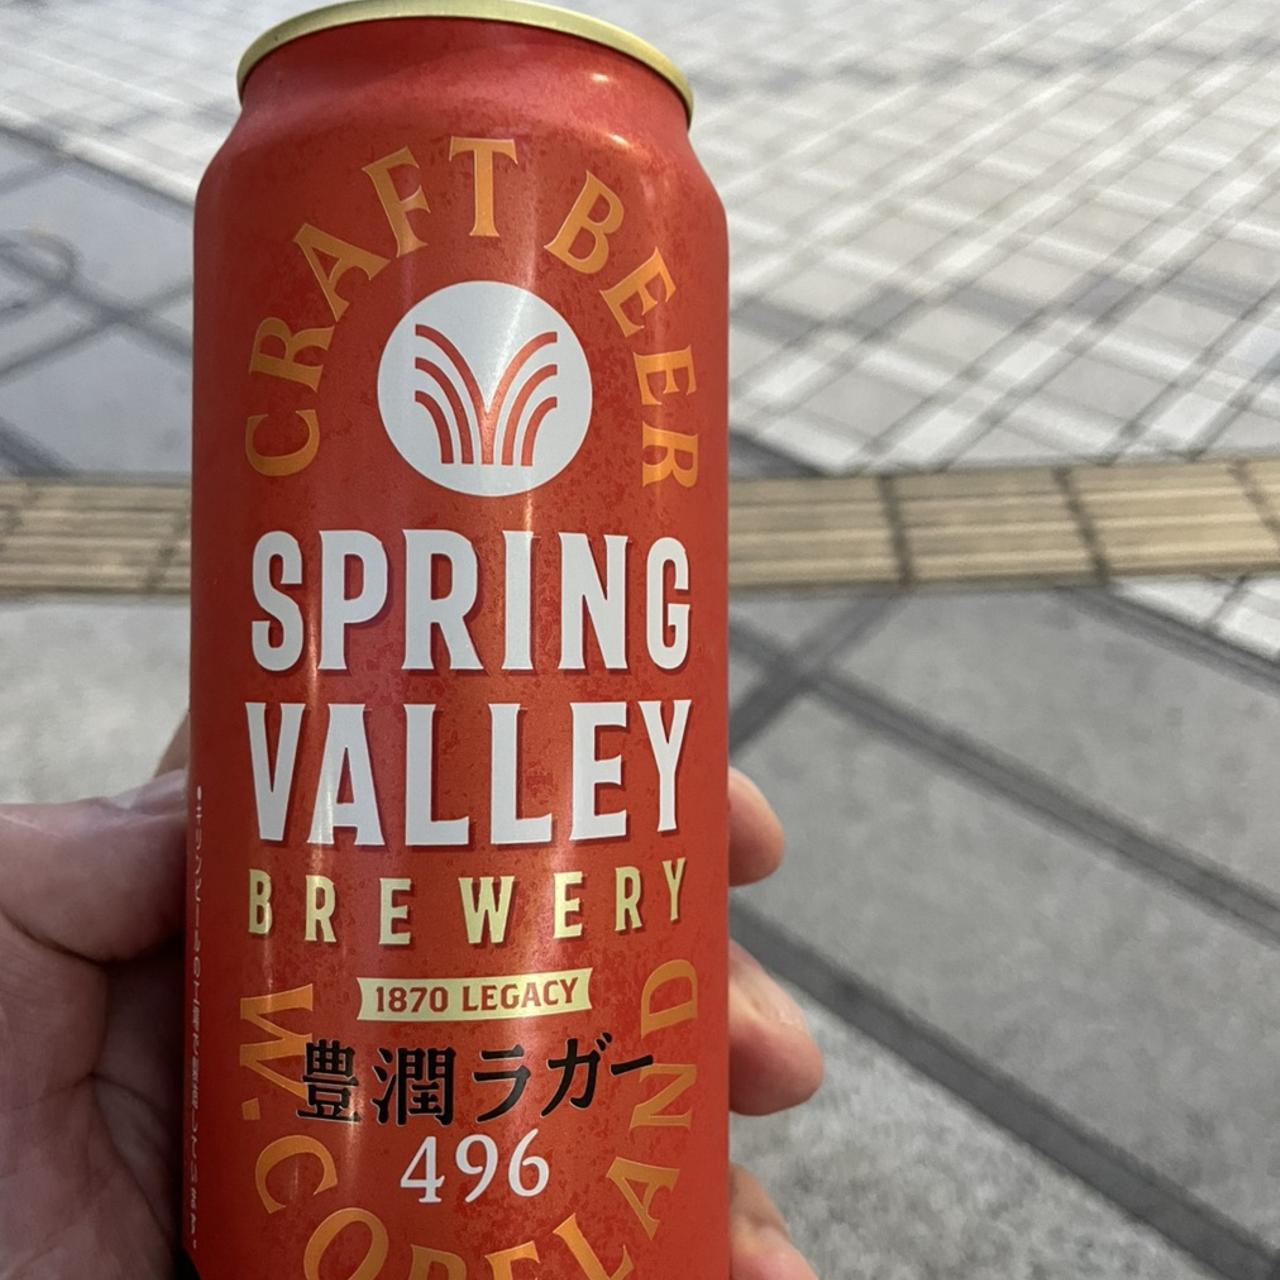 CRAFT BEER
SPRING
VALLEY
BREWERY
1870 LEGACY
豊潤ラガー
496
W.COPELAND